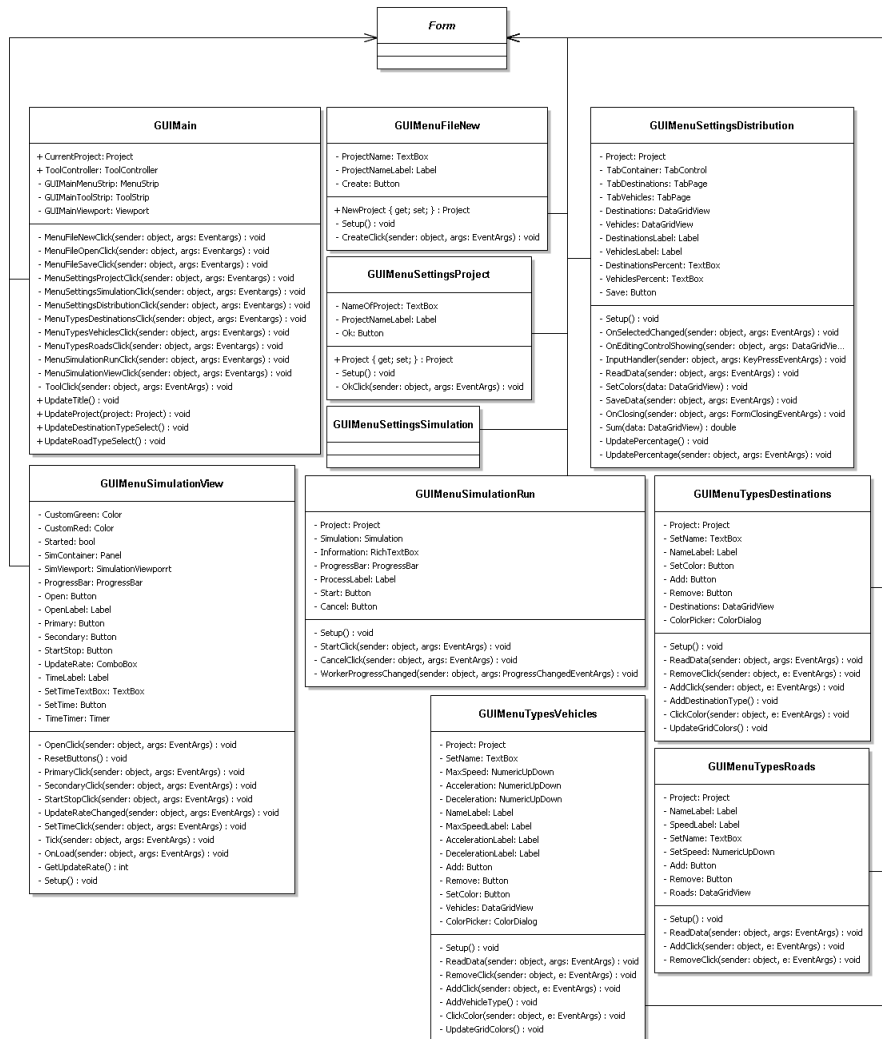 Form
GUIMain
+ CurrentProject: Project
+ ToolController: ToolController
- GUIMainMenuStrip: MenuStrip
- GUIMainToolStrip: ToolStrip
- GUIMainViewport: Viewport
- MenuFileNewClick(sender: object, args: Eventargs) : void
- MenuFileOpenClick(sender: object, args: Eventargs) : void
- MenuFileSaveClick(sender: object, args: Eventargs) : void
- MenuSettingsProjectClick(sender: object, args: Eventargs) : void
- MenuSettingsSimulationClick(sender: object, args: Eventargs) : void
- MenuSettingsDistributionClick(sender: object, args: Eventargs) : void
- MenuTypesDestinationsClick(sender: object, args: Eventargs) : void
- MenuTypesVehiclesClick(sender: object, args: Eventargs) : void
- MenuTypesRoadsClick(sender: object, args: Eventargs) : void
- MenuSimulationRunClick(sender: object, args: Eventargs) : void
- MenuSimulationViewClick(sender: object, args: Eventargs) : void
- ToolClick(sender: object, args: EventArgs) : void
+ UpdateTitle() : void
+ UpdateProject(project: Project) : void
+ UpdateDestinationTypeSelect() : void
+ UpdateRoadTypeSelect() : void
GUIMenuFileNew
- ProjectName: TextBox
- ProjectNameLabel: Label
- Create: Button
+ NewProject { get; set; } : Project
- Setup() : void
- CreateClick(sender: object, args: EventArgs) : void
GUIMenuSettingsDistribution
- Project: Project
- TabContainer: TabControl
- TabDestinations: TabPage
- TabVehicles: TabPage
- Destinations: DataGridView
- Vehicles: DataGridView
- DestinationsLabel: Label
- VehiclesLabel: Label
- DestinationsPercent: TextBox
- VehiclesPercent: TextBox
- Save: Button
- Setup() : void
- OnSelectedChanged(sender: object, args: EventArgs) : void
- OnEditingControlShowing(sender: object, args: DataGridVie...
- InputHandler(sender: object, args: KeyPressEventArgs) : void
- ReadData(sender: object, args: EventArgs) : void
- SetColors(data: DataGridView) : void
- SaveData(sender: object, args: EventArgs) : void
- OnClosing(sender: object, args: FormClosingEventArgs) : void
- Sum(data: DataGridView) : double
- UpdatePercentage() : void
- UpdatePercentage(sender: object, args: EventArgs) : void
GUIMenuSettingsProject
- NameOfProject: TextBox
- ProjectNameLabel: Label
- Ok: Button
+ Project { get; set; } : Project
- Setup() : void
- OkClick(sender: object, args: EventArgs) : void
GUIMenuSettingsSimulation
GUIMenuSimulationView
- CustomGreen: Color
- CustomRed: Color
- Started: bool
- SimContainer: Panel
- SimViewport: SimulationViewporrt
- ProgressBar: ProgressBar
- Open: Button
- OpenLabel: Label
- Primary: Button
- Secondary: Button
- StartStop: Button
- UpdateRate: ComboBox
- TimeLabel: Label
- SetTimeTextBox: TextBox
- SetTime: Button
- TimeTimer: Timer
- OpenClick(sender: object, args: EventArgs) : void
- ResetButtons() : void
- PrimaryClick(sender: object, args: EventArgs) : void
- SecondaryClick(sender: object, args: EventArgs) : void
- StartStopClick(sender: object, args: EventArgs) : void
- UpdateRateChanged(sender: object, args: EventArgs) : void
- SetTimeClick(sender: object, args: EventArgs) : void
- Tick(sender: object, args: EventArgs) : void
- OnLoad(sender: object, args: EventArgs) : void
- GetUpdateRate() : int
- Setup() : void
GUIMenuSimulationRun
- Project: Project
- Simulation: Simulation
- Information: RichTextBox
- ProgressBar: ProgressBar
- ProcessLabel: Label
- Start: Button
- Cancel: Button
- Setup() : void
- StartClick(sender: object, args: EventArgs) : void
- CancelClick(sender: object, args: EventArgs) : void
- WorkerProgressChanged(sender: object, args: ProgressChangedEventArgs) : void
GUIMenuTypesDestinations
- Project: Project
- SetName: TextBox
- NameLabel: Label
- SetColor: Button
- Add: Button
- Remove: Button
- Destinations: DataGridView
- ColorPicker: ColorDialog
- Setup() : void
- ReadData(sender: object, args: EventArgs) : void
- RemoveClick(sender: object, e: EventArgs) : void
- AddClick(sender: object, e: EventArgs) : void
- AddDestinationType() : void
- ClickColor(sender: object, e: EventArgs) : void
- UpdateGridColors() : void
GUIMenuTypesVehicles
- Project: Project
- SetName: TextBox
- MaxSpeed: NumericUpDown
- Acceleration: NumericUpDown
- Deceleration: NumericUpDown
- NameLabel: Label
- MaxSpeedLabel: Label
- AccelerationLabel: Label
- DecelerationLabel: Label
- Add: Button
- Remove: Button
- SetColor: Button
- Vehicles: DataGridView
- ColorPicker: ColorDialog
- Setup() : void
- ReadData(sender: object, args: EventArgs) : void
- RemoveClick(sender: object, e: EventArgs) : void
- AddClick(sender: object, e: EventArgs) : void
- AddVehicleType() : void
- ClickColor(sender: object, e: EventArgs) : void
- UpdateGridColors() : void
GUIMenuTypesRoads
- Project: Project
- NameLabel: Label
- SpeedLabel: Label
- SetName: TextBox
- SetSpeed: NumericUpDown
- Add: Button
- Remove: Button
- Roads: DataGridView
- Setup() : void
- ReadData(sender: object, args: EventArgs) : void
- AddClick(sender: object, e: EventArgs) : void
- RemoveClick(sender: object, e: EventArgs) : void